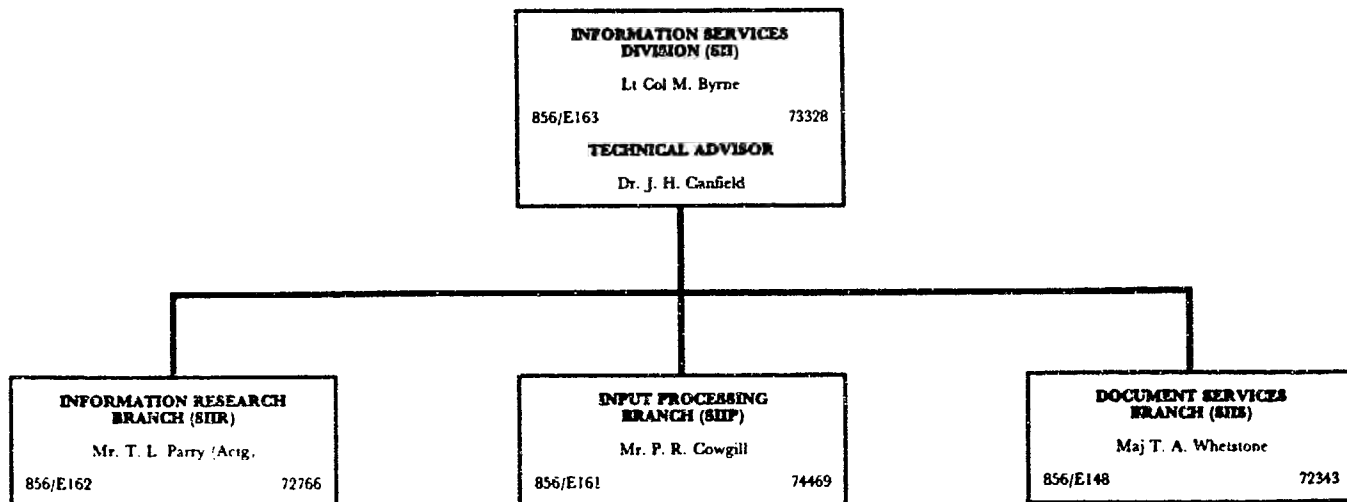 INFORMATION SERVICES
DIVISION (SII)
Lt Col M. Byrne
856/E163 73328
TECHNICAL ADVISOR
Dr. J. H. Canfield
INFORMATION RESEARCH
BRANCH (SIIR)
Mr. T. L. Parry (Actg.
856/E162 72766
INPUT PROCESSING
BRANCH (SIIP)
Mr. P. R. Cowgill
856/E161 74469
DOCUMENT SERVICES
BRANCH (SIIS)
Maj T. A. Whetstone
856/E148 72343